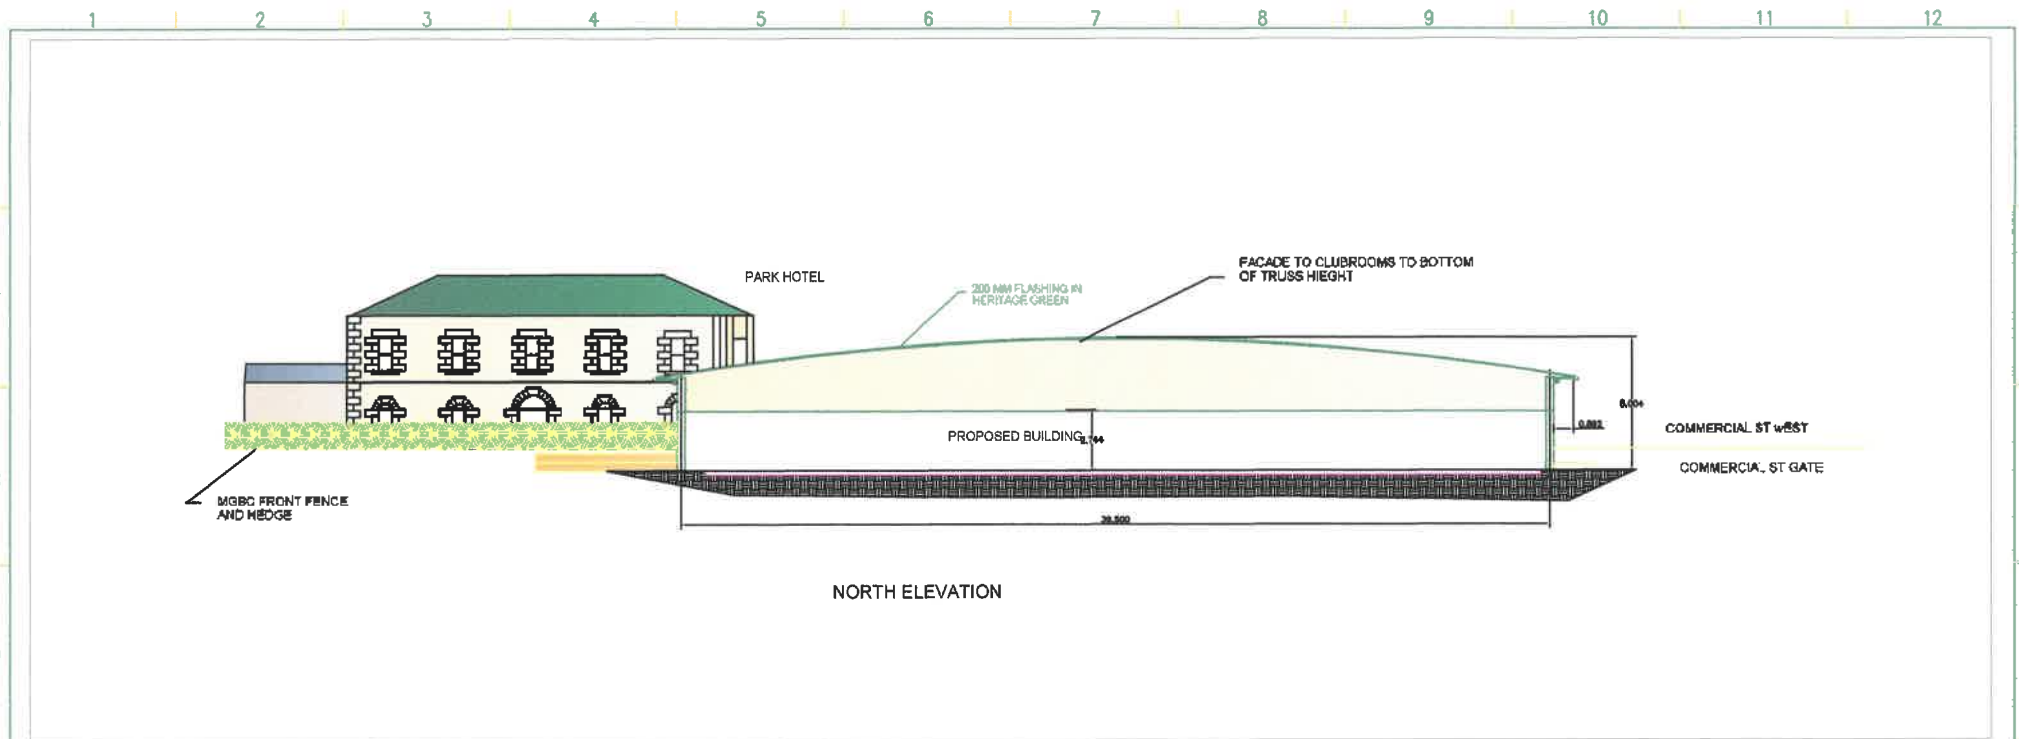 1 2 3 4 5 6 7 8 9 10 11 12
PARK HOTEL
FACADE TO CLUBROOMS TO BOTTOM
OF TRUSS HIEGHT
200 MM FLASHING IN
HERITAGE GREEN
COMMERCIAL ST WEST
PROPOSED BUILDING
COMMERCIAL ST GATE
MGBC FRONT FENCE
AND HEDGE
NORTH ELEVATION